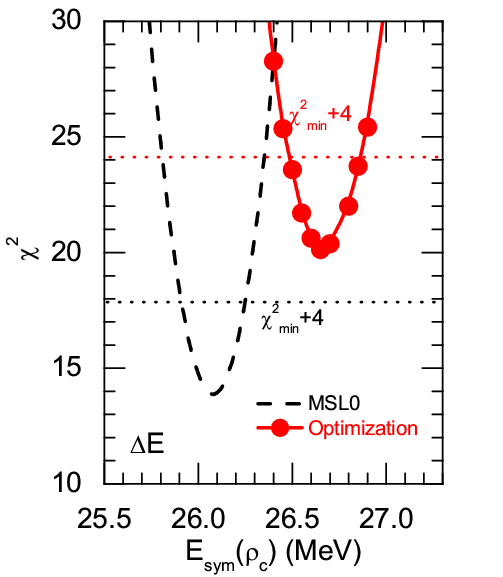 30
25
20
15
10
χ²
χ²min+4
χ²min+4
MSL0
Optimization
ΔE
25.5 26.0 26.5 27.0
Esym(ρc) (MeV)